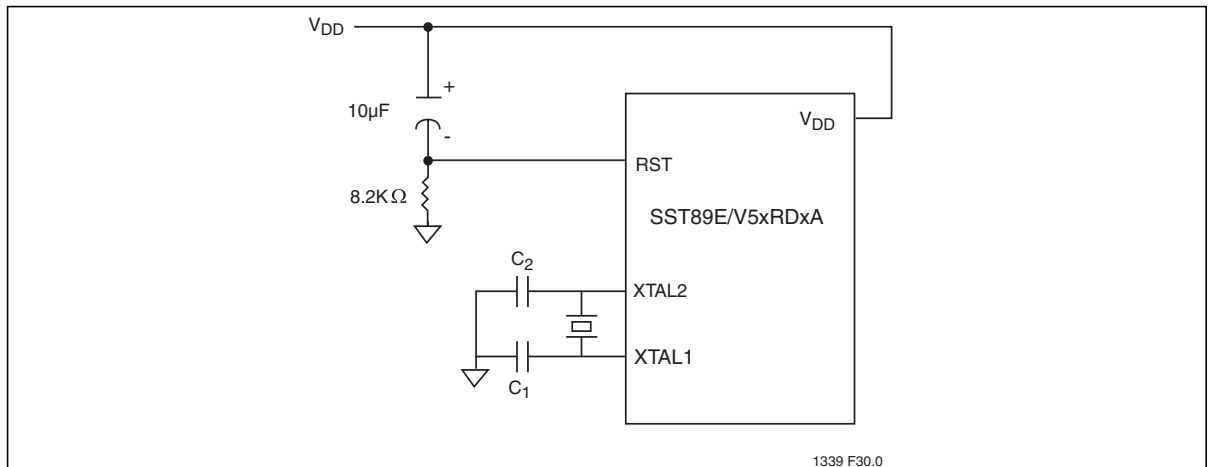 VDD
+
10µF
-
8.2KΩ
VDD
RST
SST89E/V5xRDxA
C2
XTAL2
XTAL1
C1
1339 F30.0